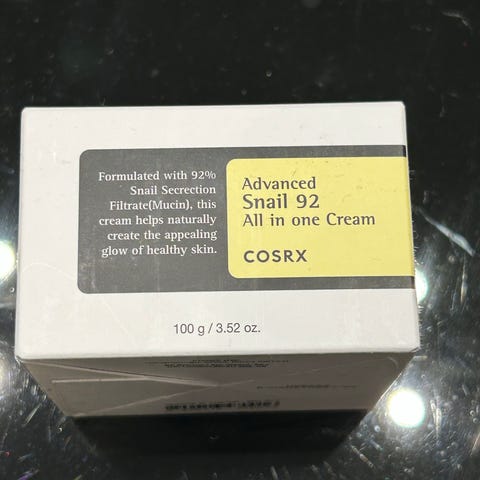 Formulated with 92%
Snail Secrection
Filtrate(Mucin), this
cream helps naturally
create the appealing
glow of healthy skin.
Advanced
Snail 92
All in one Cream
COSRX
100 g / 3.52 oz.